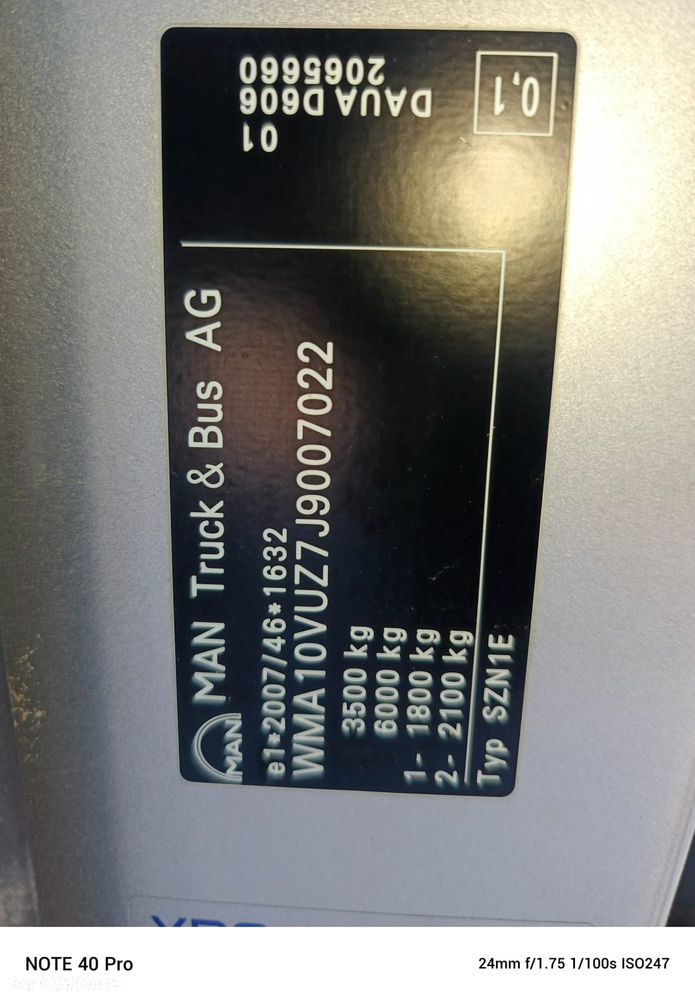 MAN
MAN Truck & Bus AG
e1*2007/46*1632
WMA10VUZ7J9007022
3500 kg
6000 kg
1- 1800 kg
2- 2100 kg
Typ SZN1E
01
DAUA D606
2065660
0,1
NOTE 40 Pro
24mm f/1.75 1/100s ISO247